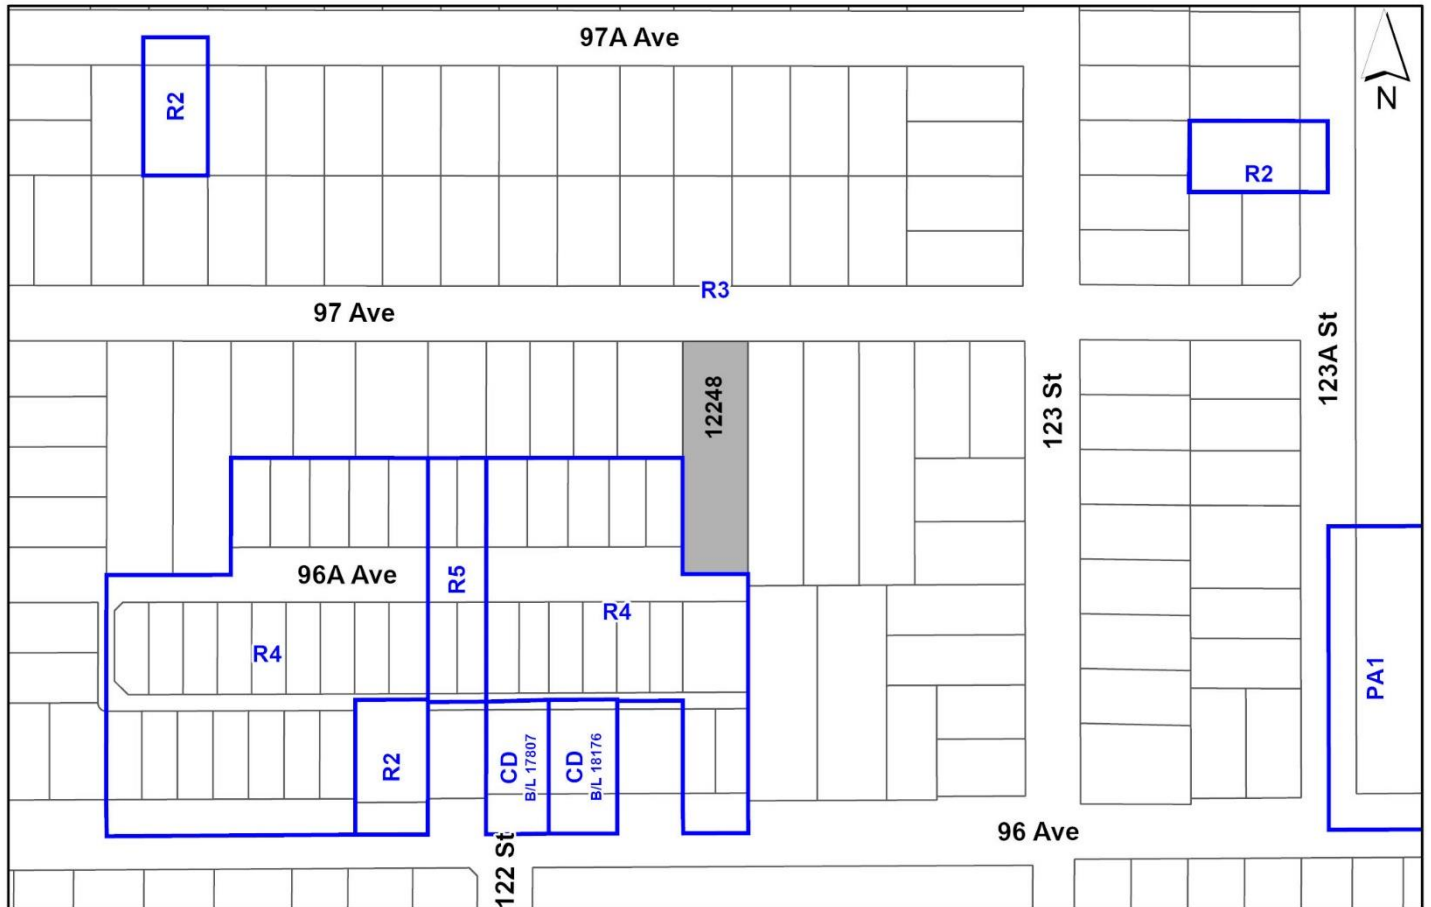 97A Ave
N
R2
R2
R3
97 Ave
123A St
12248
123 St
96A Ave
R5
R4
R4
PA1
R2
CD
B/L 17807
CD
B/L 18176
96 Ave
122 St